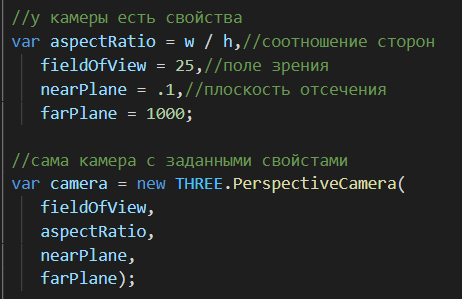 //у камеры есть свойства
var aspectRatio = w / h,//соотношение сторон
fieldOfView = 25,//поле зрения
nearPlane = .1,//плоскость отсечения
farPlane = 1000;
//сама камера с заданными свойстами
var camera = new THREE.PerspectiveCamera(
fieldOfView,
aspectRatio,
nearPlane,
farPlane);